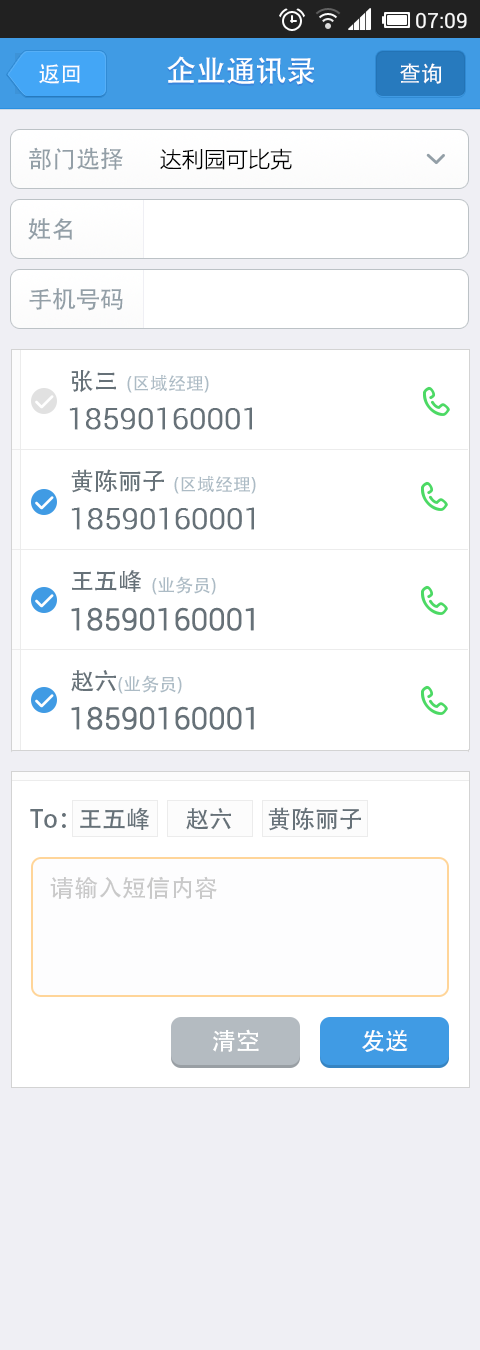 07:09
返回 企业通讯录 查询
部门选择 达利园可比克
姓名
手机号码
张三 (区域经理)
18590160001
黄陈丽子 (区域经理)
18590160001
王五峰 (业务员)
18590160001
赵六(业务员)
18590160001
To: 王五峰 赵六 黄陈丽子
请输入短信内容
清空 发送